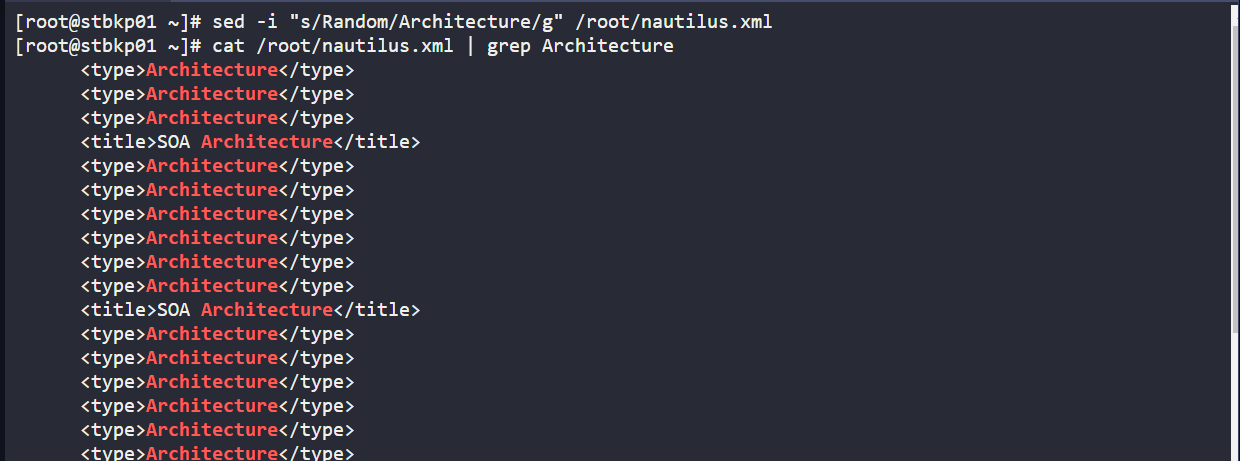 [root@stbkp01 ~]# sed -i "s/Random/Architecture/g" /root/nautilus.xml
[root@stbkp01 ~]# cat /root/nautilus.xml | grep Architecture
      <type>Architecture</type>
      <type>Architecture</type>
      <type>Architecture</type>
      <title>SOA Architecture</title>
      <type>Architecture</type>
      <type>Architecture</type>
      <type>Architecture</type>
      <type>Architecture</type>
      <type>Architecture</type>
      <type>Architecture</type>
      <title>SOA Architecture</title>
      <type>Architecture</type>
      <type>Architecture</type>
      <type>Architecture</type>
      <type>Architecture</type>
      <type>Architecture</type>
      <type>Architecture</type>